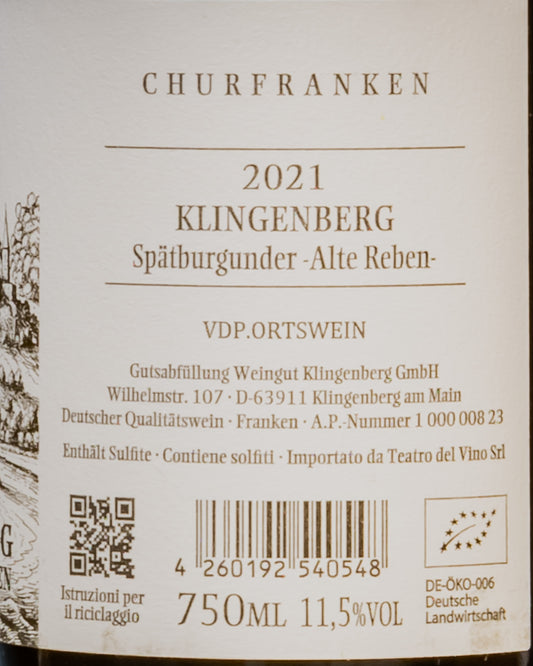 CHURFRANKEN
2021
KLINGENBERG
Spätburgunder -Alte Reben-
VDP.ORTSWEIN
Gutsabfüllung Weingut Klingenberg GmbH
Wilhelmstr. 107 · D-63911 Klingenberg am Main
Deutscher Qualitätswein · Franken · A.P.-Nummer 1 000 008 23
Enthält Sulfite · Contiene solfiti · Importato da Teatro del Vino Srl
G
EN
4 260192 540548
Istruzioni per
il riciclaggio
750ML 11,5%VOL
DE-ÖKO-006
Deutsche
Landwirtschaft